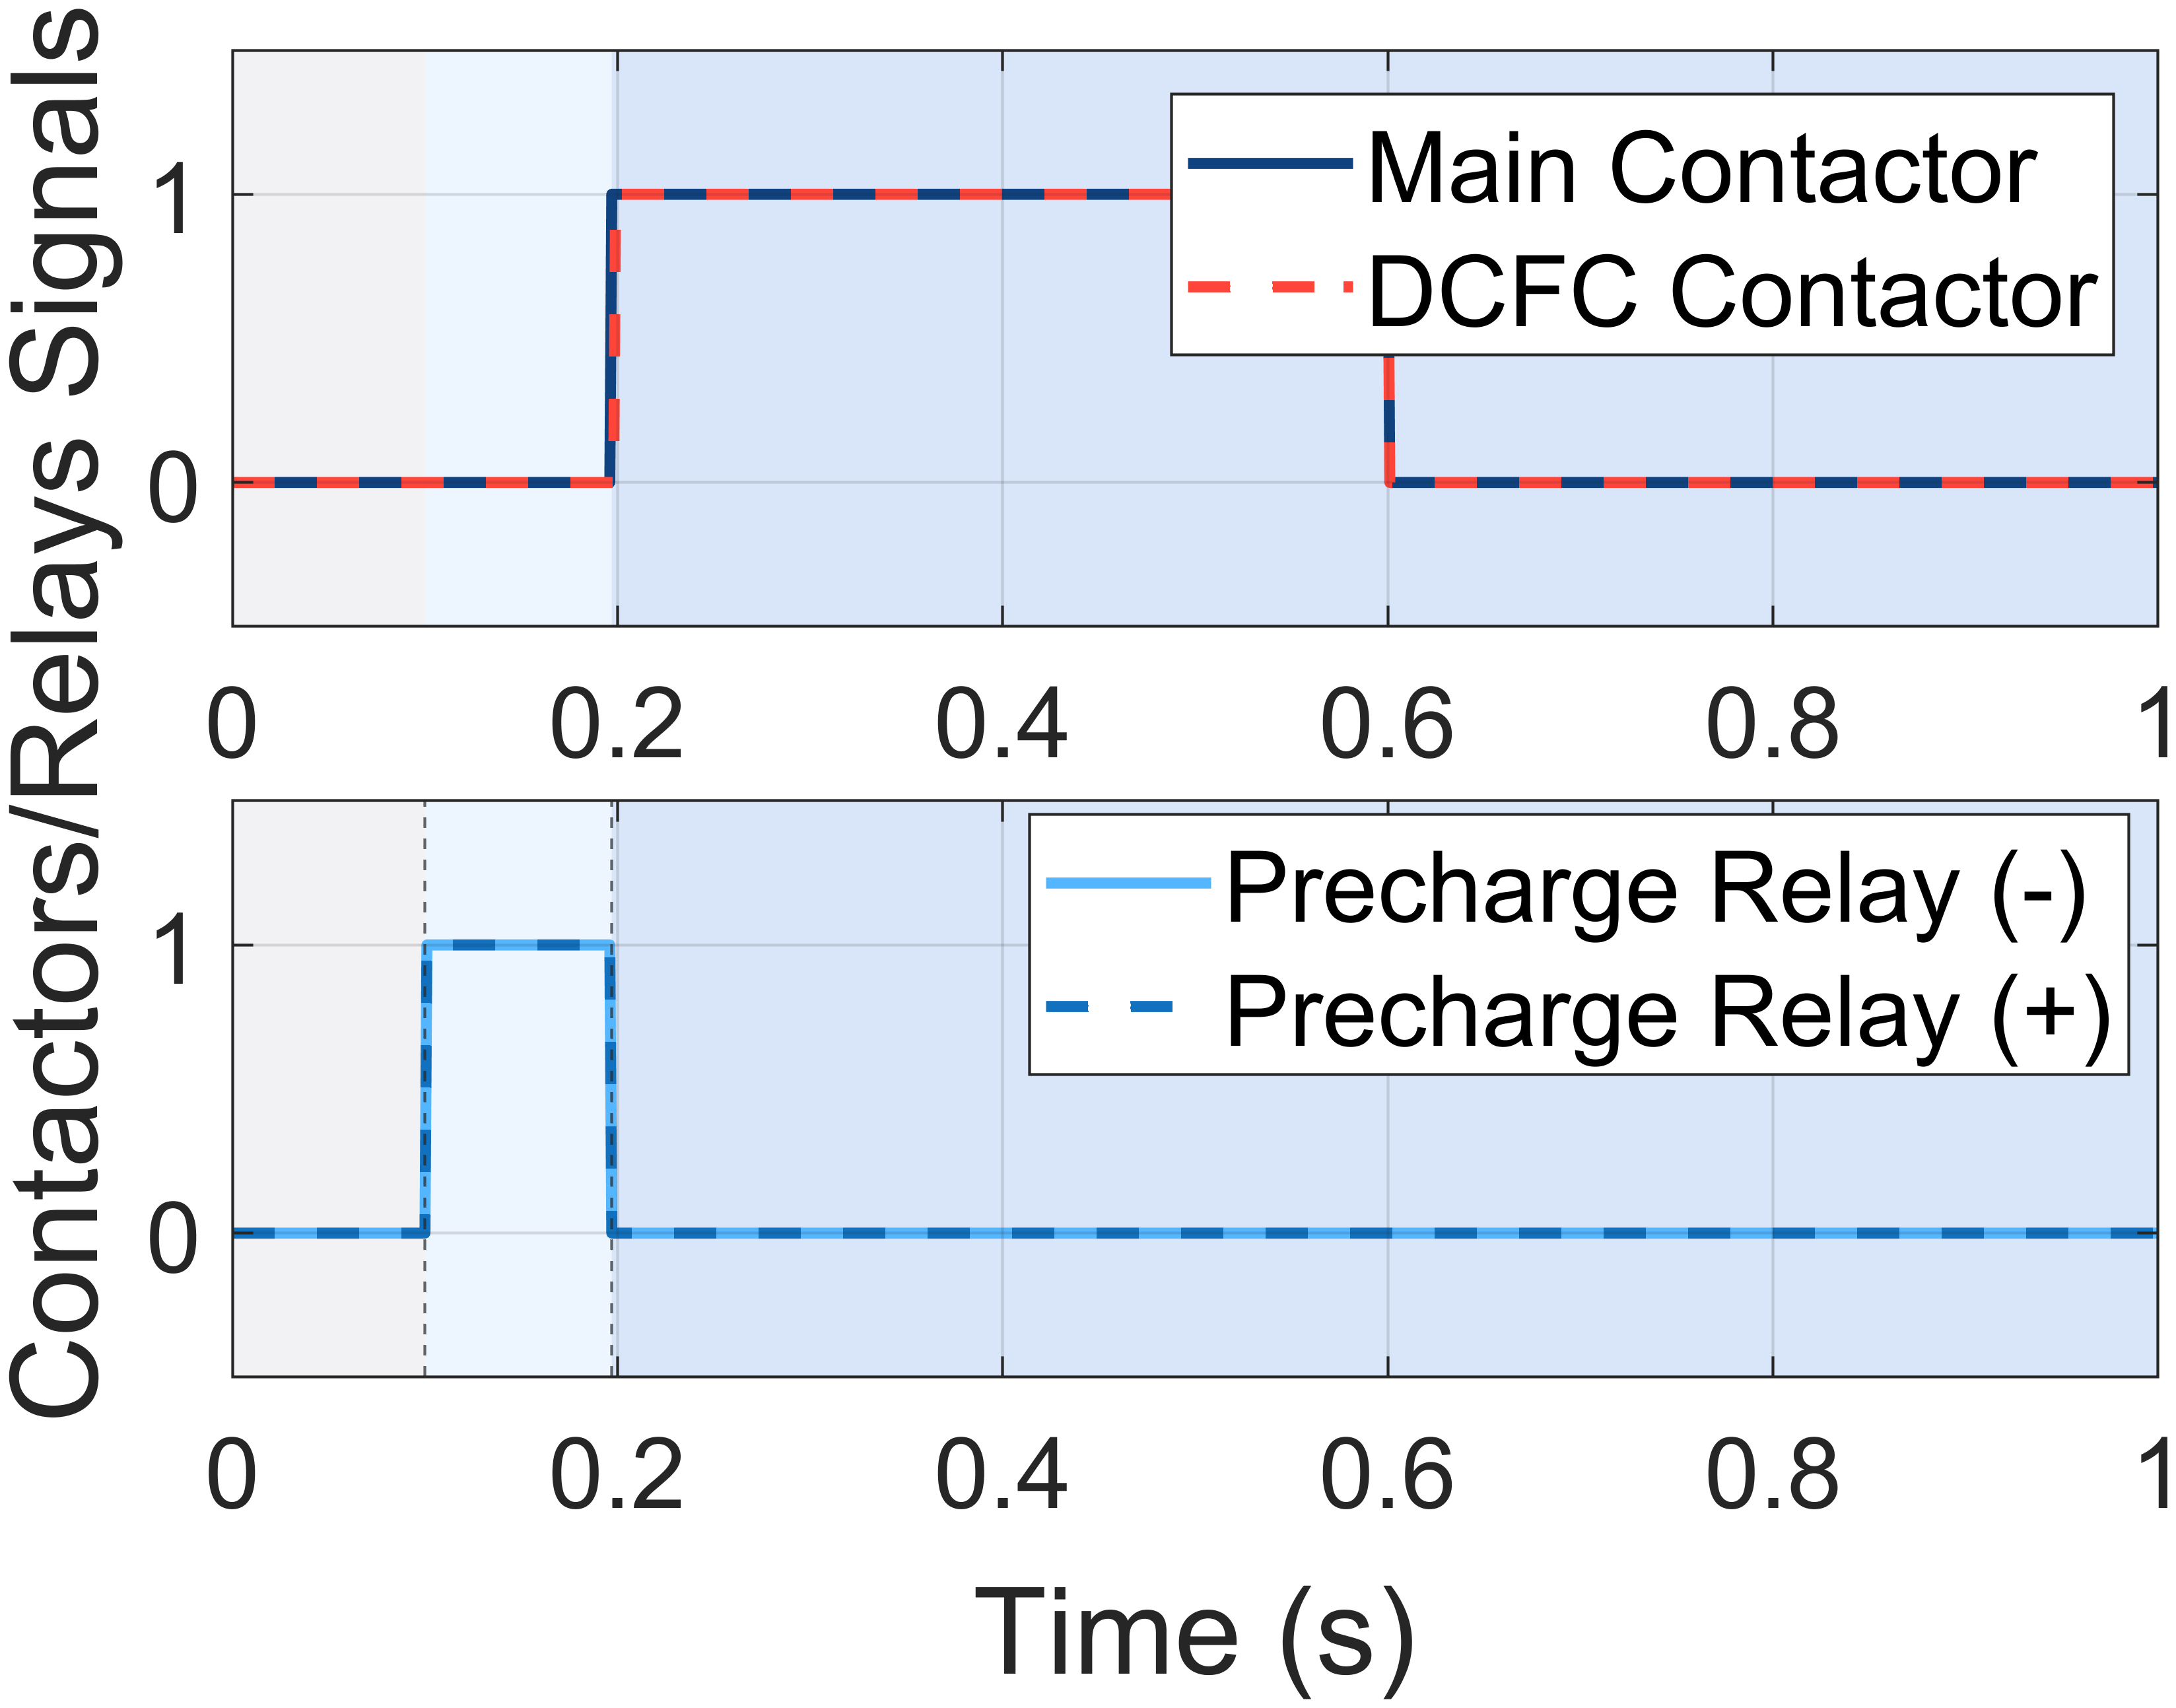 Contactors/Relays Signals
1
0
Main Contactor
DCFC Contactor
0 0.2 0.4 0.6 0.8 1
1
0
Precharge Relay (-)
Precharge Relay (+)
0 0.2 0.4 0.6 0.8 1
Time (s)